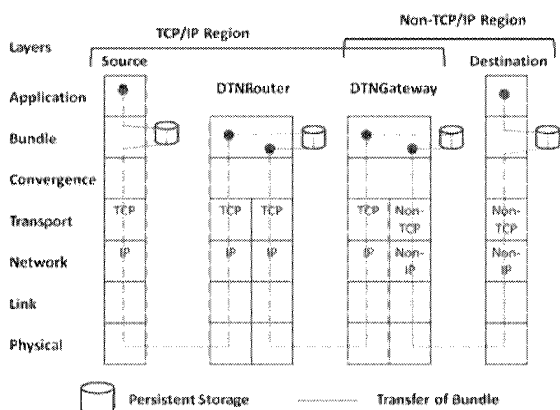 Non-TCP/IP Region
TCP/IP Region
Layers
Source
Destination
DTNRouter
DTNGateway
Application
Bundle
Convergence
Transport
TCP
TCP
TCP
TCP
Non-
TCP
Non-
TCP
Network
IP
IP
IP
IP
Non-
IP
Non-
IP
Link
Physical
Persistent Storage
Transfer of Bundle